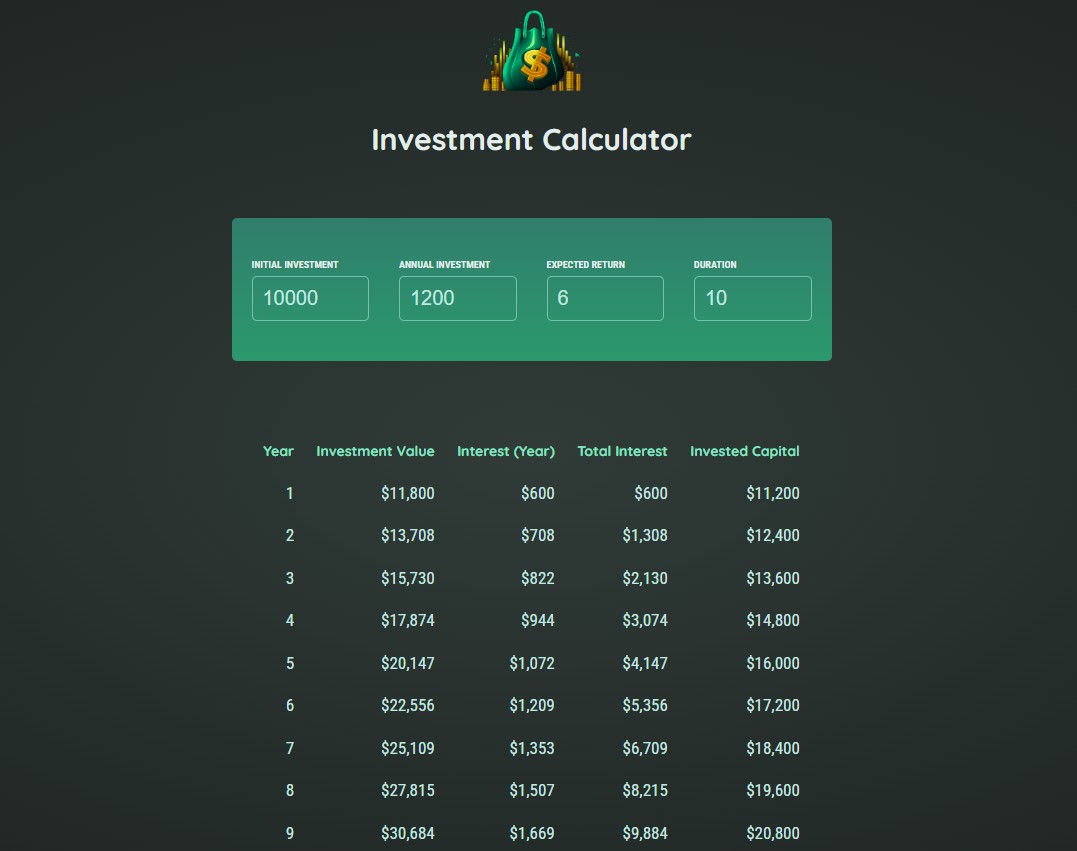 $
Investment Calculator
INITIAL INVESTMENT ANNUAL INVESTMENT EXPECTED RETURN DURATION
10000 1200 6 10
Year Investment Value Interest (Year) Total Interest Invested Capital
1 $11,800 $600 $600 $11,200
2 $13,708 $708 $1,308 $12,400
3 $15,730 $822 $2,130 $13,600
4 $17,874 $944 $3,074 $14,800
5 $20,147 $1,072 $4,147 $16,000
6 $22,556 $1,209 $5,356 $17,200
7 $25,109 $1,353 $6,709 $18,400
8 $27,815 $1,507 $8,215 $19,600
9 $30,684 $1,669 $9,884 $20,800